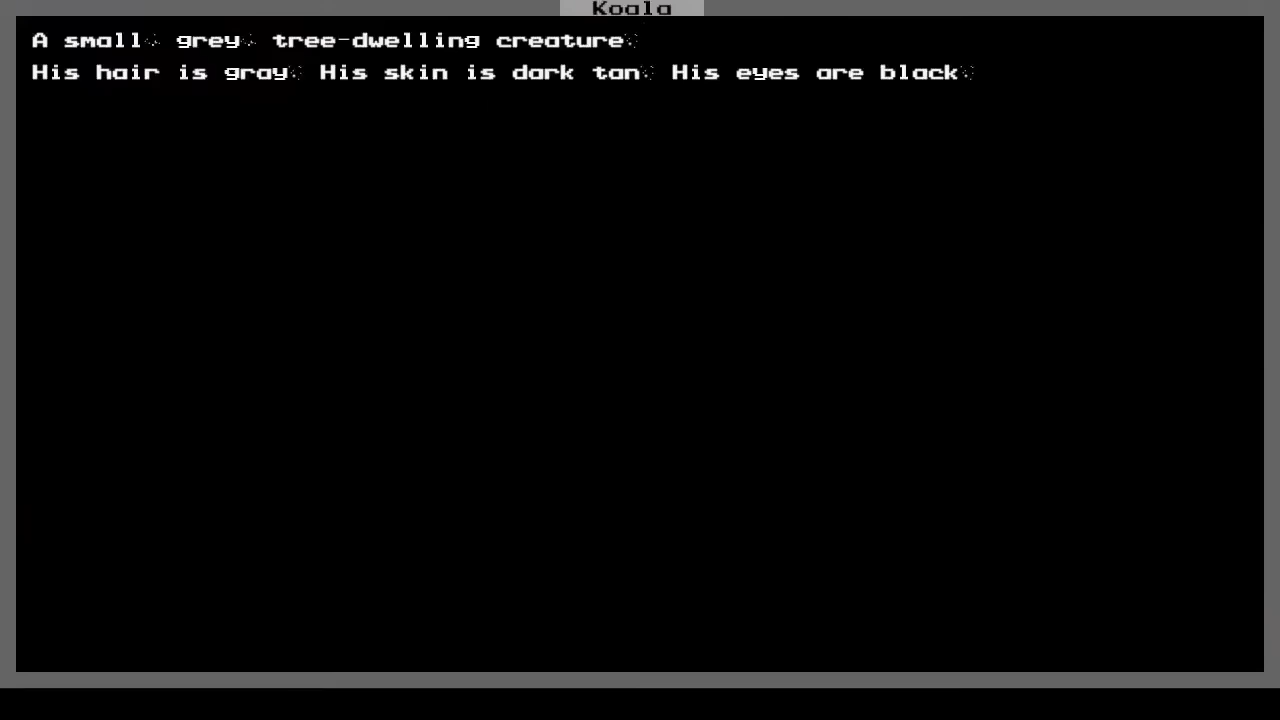 Koala
A small, grey, tree-dwelling creature.
His hair is gray. His skin is dark tan. His eyes are black.